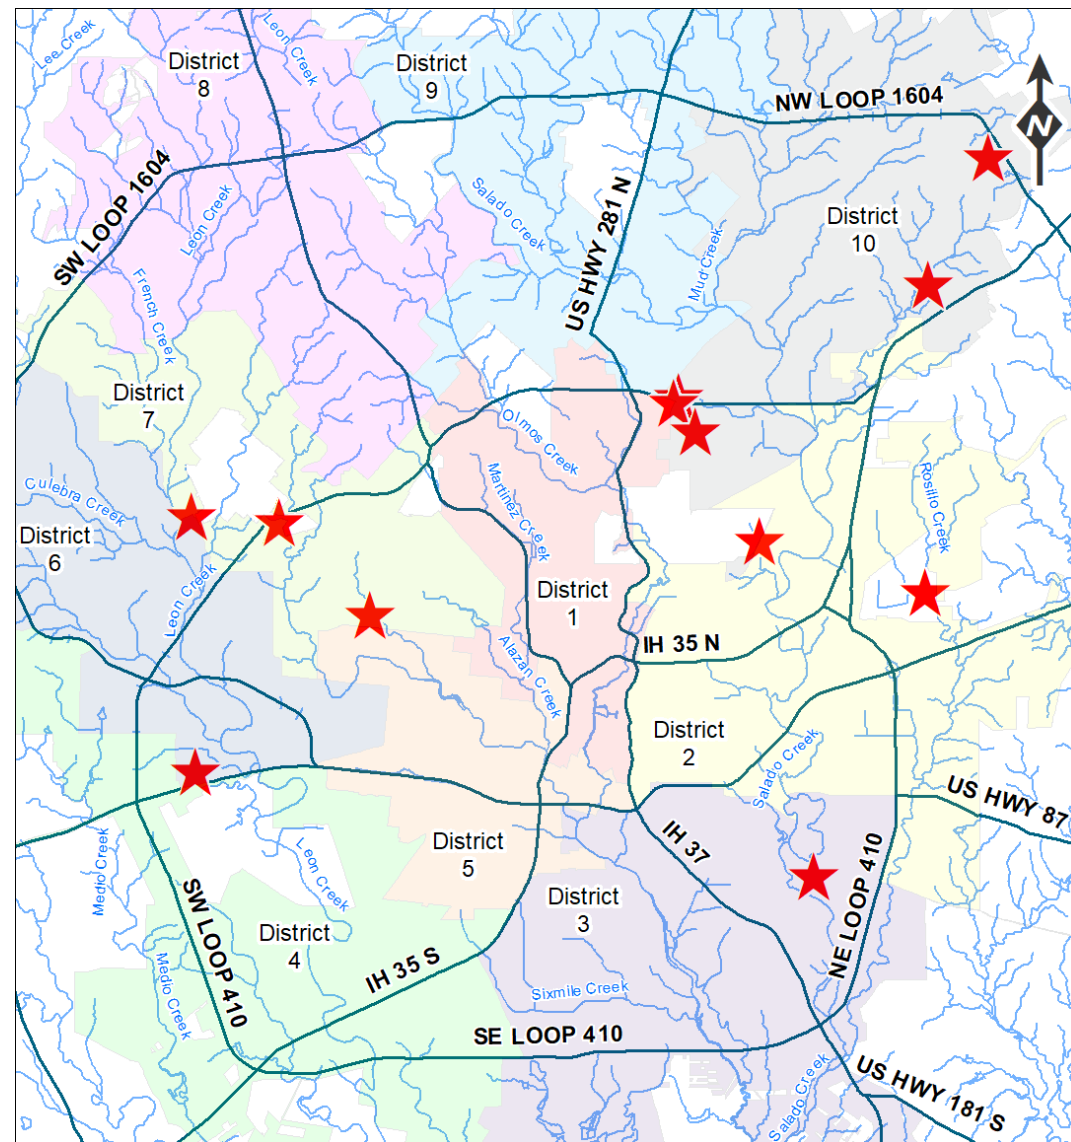 Lee Creek
District
8
Leon Creek
District
9
NW LOOP 1604
N
SW LOOP 1604
Leon Creek
Salado Creek
US HWY 281 N
Mud Creek
District
10
French Creek
District
7
Olmos Creek
Martinez Creek
Rosillo Creek
Culebra Creek
District
6
Leon Creek
District
1
Alazan Creek
IH 35 N
District
2
Salado Creek
US HWY 87
Medio Creek
Leon Creek
District
5
IH 37
NE LOOP 410
SW LOOP 410
District
4
District
3
IH 35 S
Medio Creek
Sixmile Creek
SE LOOP 410
Salado Creek
US HWY 181 S